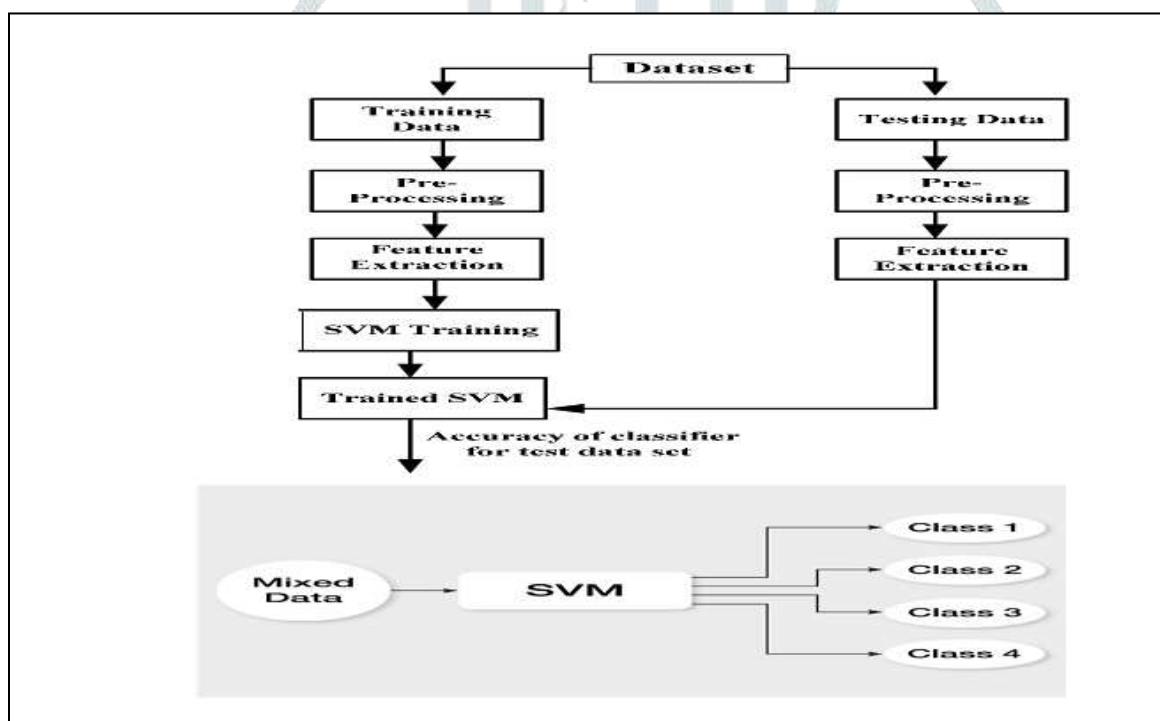 Dataset
Training
Data
Testing Data
Pre-
Processing
Pre-
Processing
Feature
Extraction
Feature
Extraction
SVM Training
Trained SVM
Accuracy of classifier
for test data set
Mixed
Data
SVM
Class 1
Class 2
Class 3
Class 4